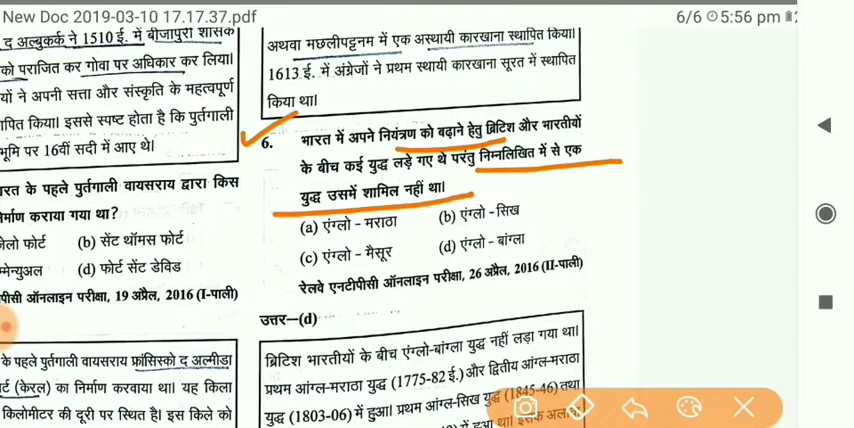 New Doc 2019-03-10 17.17.37.pdf
6/6 5:56 pm
द अल्बुकर्क ने 1510 ई. में बीजापुरी शासक
को पराजित कर गोवा पर अधिकार कर लिया।
यों ने अपनी सत्ता और संस्कृति के महत्वपूर्ण
पित किया। इससे स्पष्ट होता है कि पुर्तगाली
भूमि पर 16वीं सदी में आए थे।
रत के पहले पुर्तगाली वायसराय द्वारा किस
र्माण कराया गया था?
जेलो फोर्ट (b) सेंट थॉमस फोर्ट
म्मेन्युअल (d) फोर्ट सेंट डेविड
पीसी ऑनलाइन परीक्षा, 19 अप्रैल, 2016 (I-पाली)
के पहले पुर्तगाली वायसराय फ्रांसिस्को द अल्मीडा
र्ट (केरल) का निर्माण करवाया था। यह किला
किलोमीटर की दूरी पर स्थित है। इस किले को
अथवा मछलीपट्टनम में एक अस्थायी कारखाना स्थापित किया।
1613 ई. में अंग्रेजों ने प्रथम स्थायी कारखाना सूरत में स्थापित
किया था।
6. भारत में अपने नियंत्रण को बढ़ाने हेतु ब्रिटिश और भारतीयों
के बीच कई युद्ध लड़े गए थे परंतु निम्नलिखित में से एक
युद्ध उसमें शामिल नहीं था।
(a) एंग्लो - मराठा (b) एंग्लो - सिख
(c) एंग्लो - मैसूर (d) एंग्लो - बांग्ला
रेलवे एनटीपीसी ऑनलाइन परीक्षा, 26 अप्रैल, 2016 (II-पाली)
उत्तर—(d)
ब्रिटिश भारतीयों के बीच एंग्लो-बांग्ला युद्ध नहीं लड़ा गया था।
प्रथम आंग्ल-मराठा युद्ध (1775-82 ई.) और द्वितीय आंग्ल-मराठा
युद्ध (1803-06) में हुआ। प्रथम आंग्ल-सिख युद्ध (1845-46) तथा